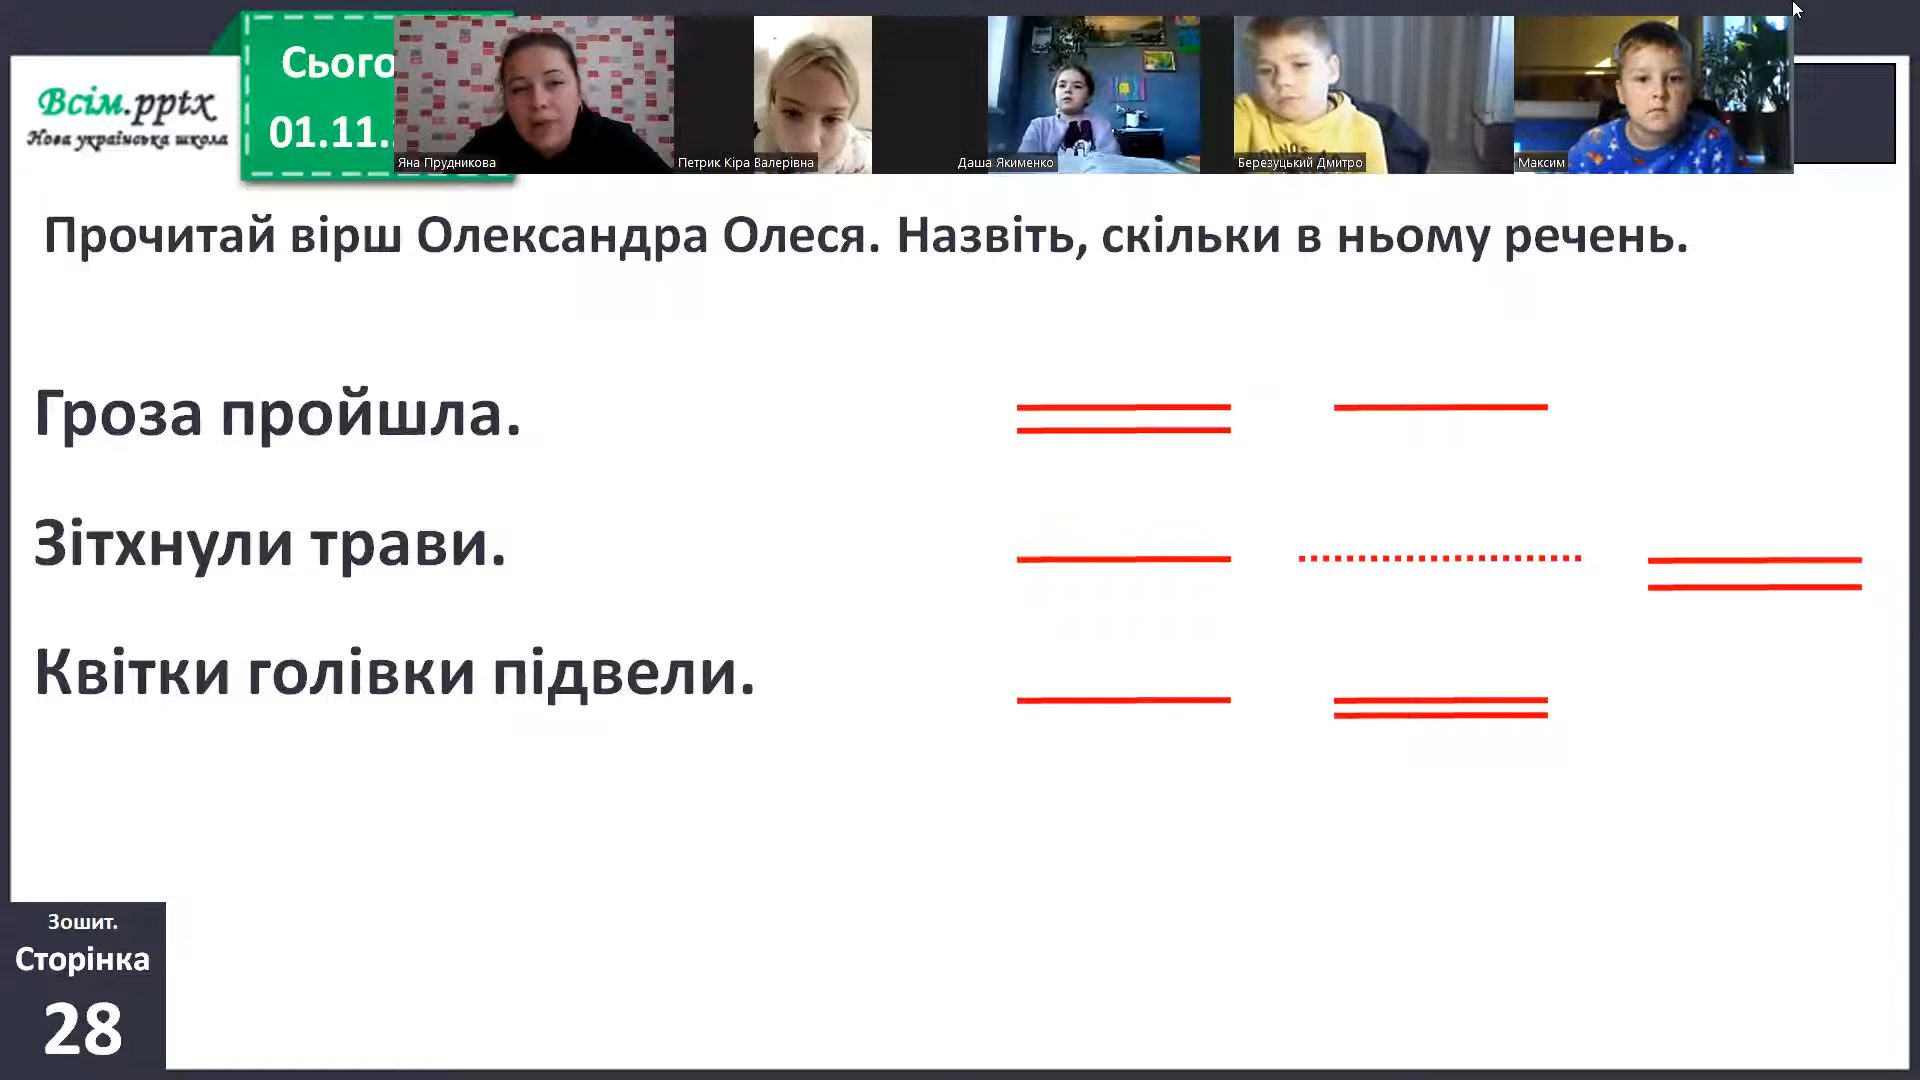 Всім.pptx
Нова українська школа
Сього
01.11.
Яна Прудникова
Петрик Кіра Валерівна
Даша Якименко
Березуцький Дмитро
Максим
Прочитай вірш Олександра Олеся. Назвіть, скільки в ньому речень.
Гроза пройшла.
Зітхнули трави.
Квітки голівки підвели.
Зошит.
Сторінка
28